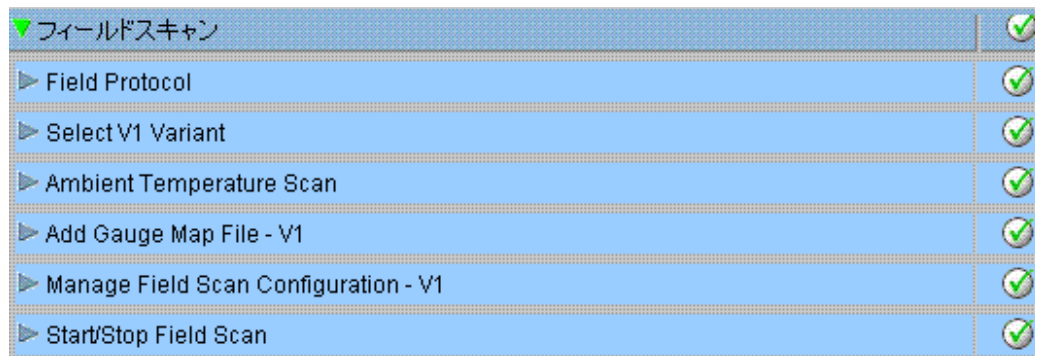 フィールドスキャン
Field Protocol
Select V1 Variant
Ambient Temperature Scan
Add Gauge Map File - V1
Manage Field Scan Configuration - V1
Start/Stop Field Scan